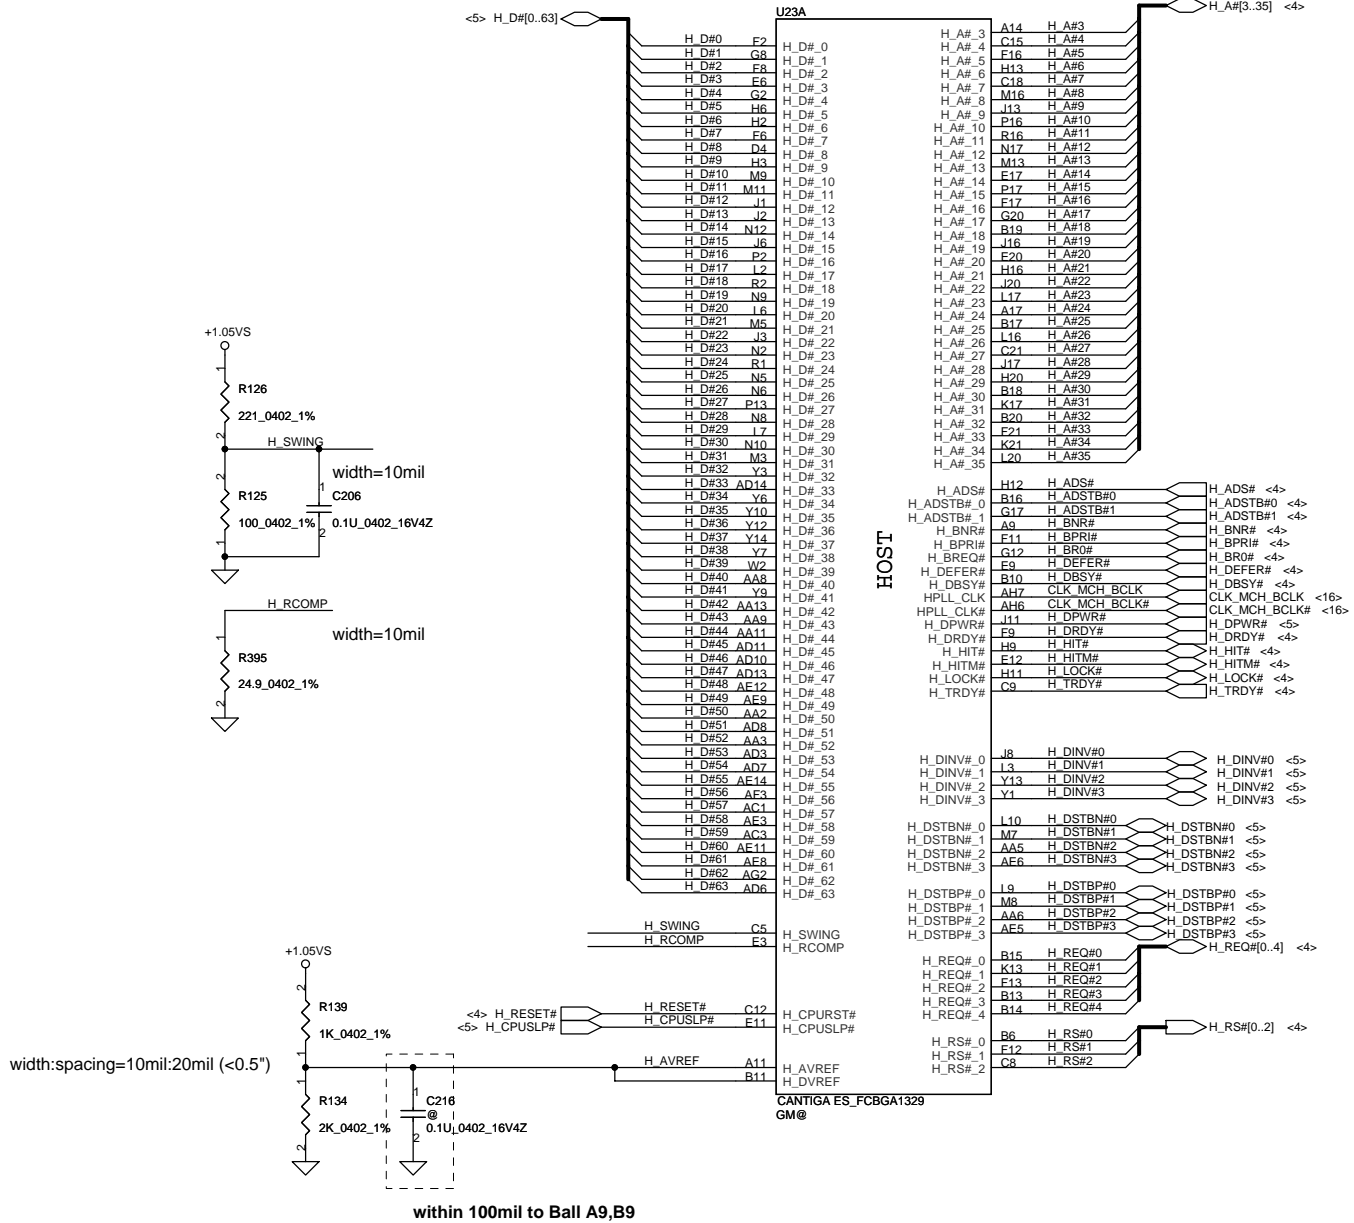 <5> H_D#[0..63]
U23A
H_A#[3..35] <4>
H_D#0 F2 H_D#_0
H_D#1 G8 H_D#_1
H_D#2 F8 H_D#_2
H_D#3 E6 H_D#_3
H_D#4 G2 H_D#_4
H_D#5 H6 H_D#_5
H_D#6 H2 H_D#_6
H_D#7 F6 H_D#_7
H_D#8 D4 H_D#_8
H_D#9 H3 H_D#_9
H_D#10 M9 H_D#_10
H_D#11 M11 H_D#_11
H_D#12 J1 H_D#_12
H_D#13 J2 H_D#_13
H_D#14 N12 H_D#_14
H_D#15 J6 H_D#_15
H_D#16 P2 H_D#_16
H_D#17 L2 H_D#_17
H_D#18 R2 H_D#_18
H_D#19 N9 H_D#_19
H_D#20 L6 H_D#_20
H_D#21 M5 H_D#_21
H_D#22 J3 H_D#_22
H_D#23 N2 H_D#_23
H_D#24 R1 H_D#_24
H_D#25 N5 H_D#_25
H_D#26 N6 H_D#_26
H_D#27 P13 H_D#_27
H_D#28 N8 H_D#_28
H_D#29 L7 H_D#_29
H_D#30 N10 H_D#_30
H_D#31 M3 H_D#_31
H_D#32 Y3 H_D#_32
H_D#33 AD14 H_D#_33
H_D#34 Y6 H_D#_34
H_D#35 Y10 H_D#_35
H_D#36 Y12 H_D#_36
H_D#37 Y14 H_D#_37
H_D#38 Y7 H_D#_38
H_D#39 W2 H_D#_39
H_D#40 AA8 H_D#_40
H_D#41 Y9 H_D#_41
H_D#42 AA13 H_D#_42
H_D#43 AA9 H_D#_43
H_D#44 AA11 H_D#_44
H_D#45 AD11 H_D#_45
H_D#46 AD10 H_D#_46
H_D#47 AD13 H_D#_47
H_D#48 AE12 H_D#_48
H_D#49 AE9 H_D#_49
H_D#50 AA2 H_D#_50
H_D#51 AD8 H_D#_51
H_D#52 AA3 H_D#_52
H_D#53 AD3 H_D#_53
H_D#54 AD7 H_D#_54
H_D#55 AE14 H_D#_55
H_D#56 AF3 H_D#_56
H_D#57 AC1 H_D#_57
H_D#58 AE3 H_D#_58
H_D#59 AC3 H_D#_59
H_D#60 AE11 H_D#_60
H_D#61 AE8 H_D#_61
H_D#62 AG2 H_D#_62
H_D#63 AD6 H_D#_63
H_SWING C5 H_SWING
H_RCOMP E3 H_RCOMP
<4> H_RESET# H_RESET# C12 H_CPURST#
<5> H_CPUSLP# H_CPUSLP# E11 H_CPUSLP#
H_AVREF A11 H_AVREF
B11 H_DVREF
HOST
H_A#_3 A14 H_A#3
H_A#_4 C15 H_A#4
H_A#_5 F16 H_A#5
H_A#_6 H13 H_A#6
H_A#_7 C18 H_A#7
H_A#_8 M16 H_A#8
H_A#_9 J13 H_A#9
H_A#_10 P16 H_A#10
H_A#_11 R16 H_A#11
H_A#_12 N17 H_A#12
H_A#_13 M13 H_A#13
H_A#_14 E17 H_A#14
H_A#_15 P17 H_A#15
H_A#_16 F17 H_A#16
H_A#_17 G20 H_A#17
H_A#_18 B19 H_A#18
H_A#_19 J16 H_A#19
H_A#_20 E20 H_A#20
H_A#_21 H16 H_A#21
H_A#_22 J20 H_A#22
H_A#_23 L17 H_A#23
H_A#_24 A17 H_A#24
H_A#_25 B17 H_A#25
H_A#_26 L16 H_A#26
H_A#_27 C21 H_A#27
H_A#_28 J17 H_A#28
H_A#_29 H20 H_A#29
H_A#_30 B18 H_A#30
H_A#_31 K17 H_A#31
H_A#_32 B20 H_A#32
H_A#_33 F21 H_A#33
H_A#_34 K21 H_A#34
H_A#_35 L20 H_A#35
H_ADS# H12 H_ADS# H_ADS# <4>
H_ADSTB#_0 B16 H_ADSTB#0 H_ADSTB#0 <4>
H_ADSTB#_1 G17 H_ADSTB#1 H_ADSTB#1 <4>
H_BNR# A9 H_BNR# H_BNR# <4>
H_BPRI# F11 H_BPRI# H_BPRI# <4>
H_BREQ# G12 H_BR0# H_BR0# <4>
H_DEFER# E9 H_DEFER# H_DEFER# <4>
H_DBSY# B10 H_DBSY# H_DBSY# <4>
HPLL_CLK AH7 CLK_MCH_BCLK CLK_MCH_BCLK <16>
HPLL_CLK# AH6 CLK_MCH_BCLK# CLK_MCH_BCLK# <16>
H_DPWR# J11 H_DPWR# H_DPWR# <5>
H_DRDY# F9 H_DRDY# H_DRDY# <4>
H_HIT# H9 H_HIT# H_HIT# <4>
H_HITM# E12 H_HITM# H_HITM# <4>
H_LOCK# H11 H_LOCK# H_LOCK# <4>
H_TRDY# C9 H_TRDY# H_TRDY# <4>
H_DINV#_0 J8 H_DINV#0 H_DINV#0 <5>
H_DINV#_1 L3 H_DINV#1 H_DINV#1 <5>
H_DINV#_2 Y13 H_DINV#2 H_DINV#2 <5>
H_DINV#_3 Y1 H_DINV#3 H_DINV#3 <5>
H_DSTBN#_0 L10 H_DSTBN#0 H_DSTBN#0 <5>
H_DSTBN#_1 M7 H_DSTBN#1 H_DSTBN#1 <5>
H_DSTBN#_2 AA5 H_DSTBN#2 H_DSTBN#2 <5>
H_DSTBN#_3 AE6 H_DSTBN#3 H_DSTBN#3 <5>
H_DSTBP#_0 L9 H_DSTBP#0 H_DSTBP#0 <5>
H_DSTBP#_1 M8 H_DSTBP#1 H_DSTBP#1 <5>
H_DSTBP#_2 AA6 H_DSTBP#2 H_DSTBP#2 <5>
H_DSTBP#_3 AE5 H_DSTBP#3 H_DSTBP#3 <5>
H_REQ#_0 B15 H_REQ#0 H_REQ#[0..4] <4>
H_REQ#_1 K13 H_REQ#1
H_REQ#_2 F13 H_REQ#2
H_REQ#_3 B13 H_REQ#3
H_REQ#_4 B14 H_REQ#4
H_RS#_0 B6 H_RS#0 H_RS#[0..2] <4>
H_RS#_1 F12 H_RS#1
H_RS#_2 C8 H_RS#2
CANTIGA ES_FCBGA1329
GM@
+1.05VS
1
R126
221_0402_1%
2
H_SWING
width=10mil
2
R125
100_0402_1%
1
1
C206
0.1U_0402_16V4Z
2
H_RCOMP
width=10mil
1
R395
24.9_0402_1%
2
+1.05VS
2
R139
1K_0402_1%
1
width:spacing=10mil:20mil (<0.5")
1
R134
2K_0402_1%
2
1
C216
@
0.1U_0402_16V4Z
2
within 100mil to Ball A9,B9